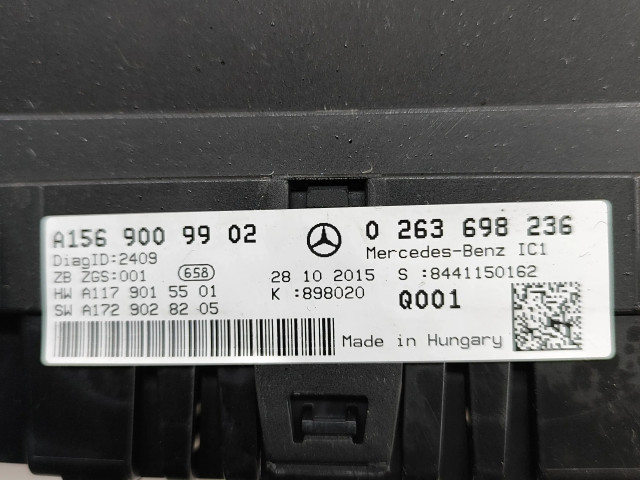 A156 900 99 02
0 263 698 236
DiagID:2409
Mercedes-Benz IC1
ZB ZGS:001 658
28 10 2015 S :8441150162
HW A117 901 55 01
K :898020 Q001
SW A172 902 82 05
Made in Hungary